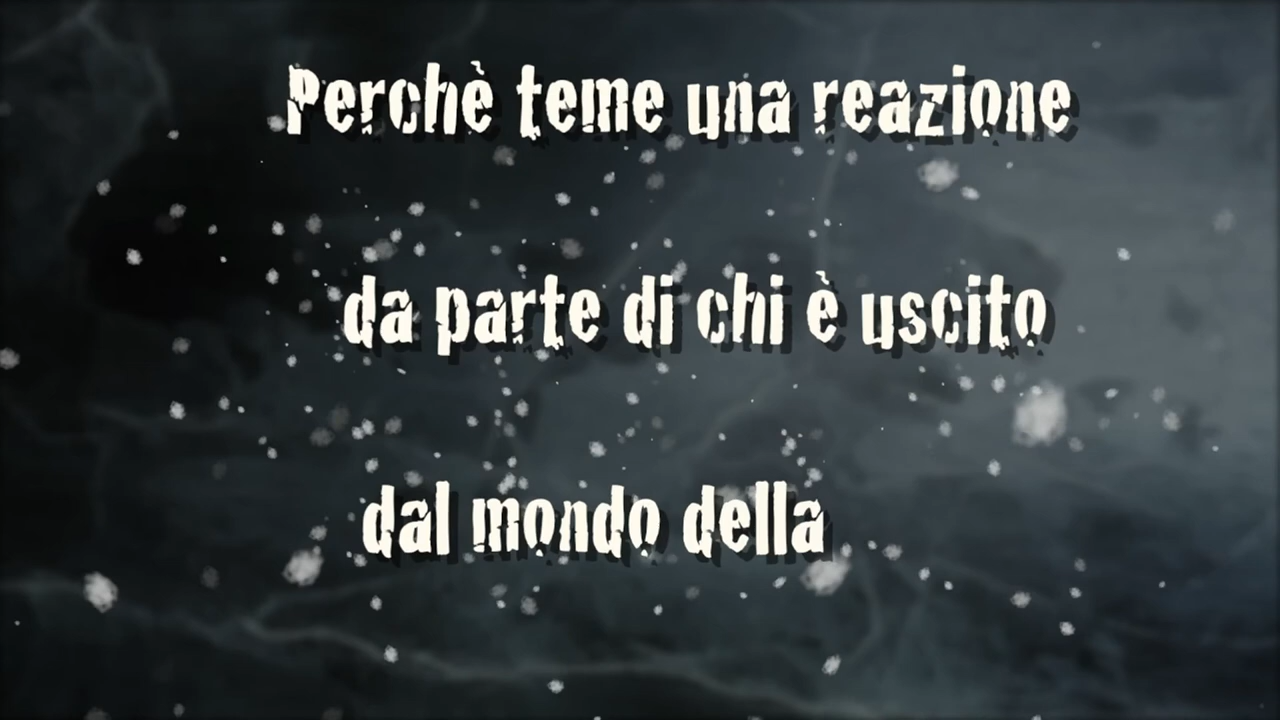 Perchè teme una reazione
da parte di chi è uscito
dal mondo della